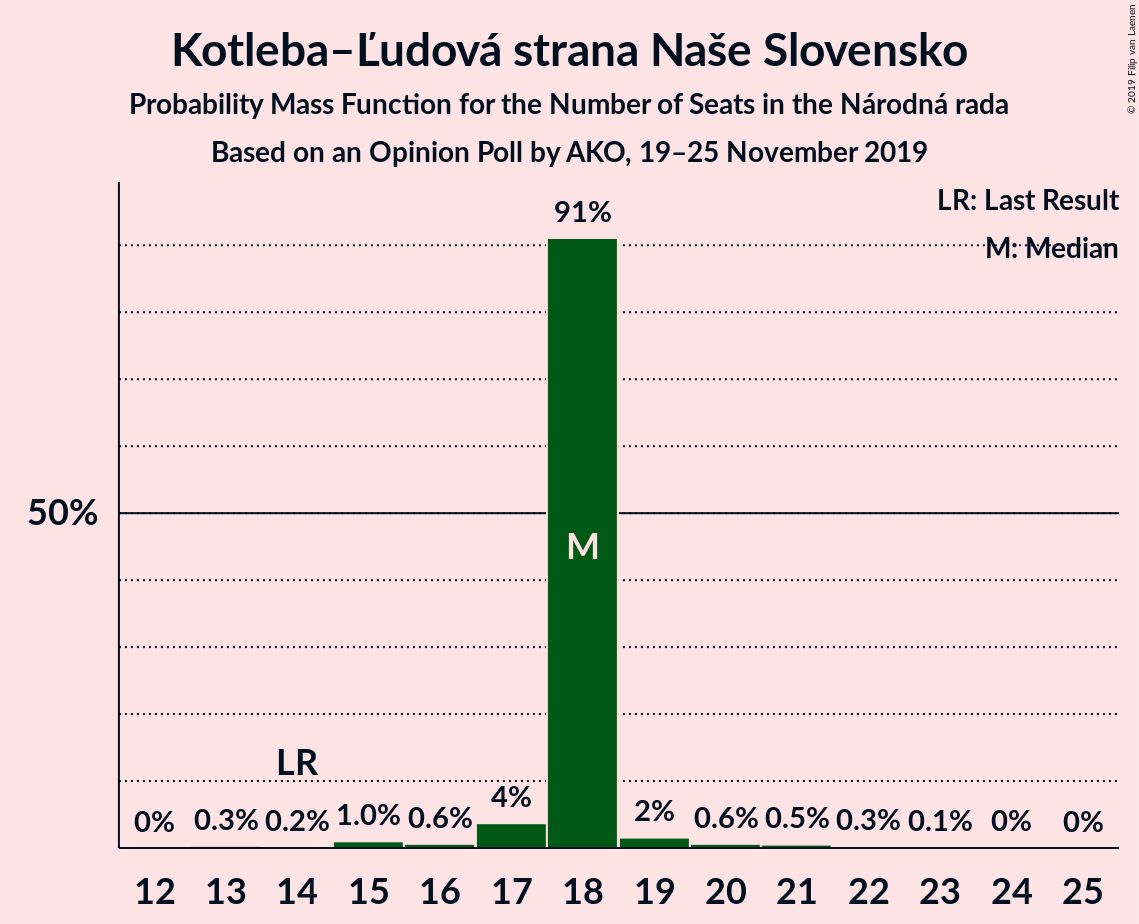 Kotleba–Ľudová strana Naše Slovensko
Probability Mass Function for the Number of Seats in the Národná rada
Based on an Opinion Poll by AKO, 19–25 November 2019
© 2019 Filip van Laenen
LR: Last Result
M: Median
91%
50%
M
LR
0% 0.3% 0.2% 1.0% 0.6% 4% 2% 0.6% 0.5% 0.3% 0.1% 0% 0%
12 13 14 15 16 17 18 19 20 21 22 23 24 25